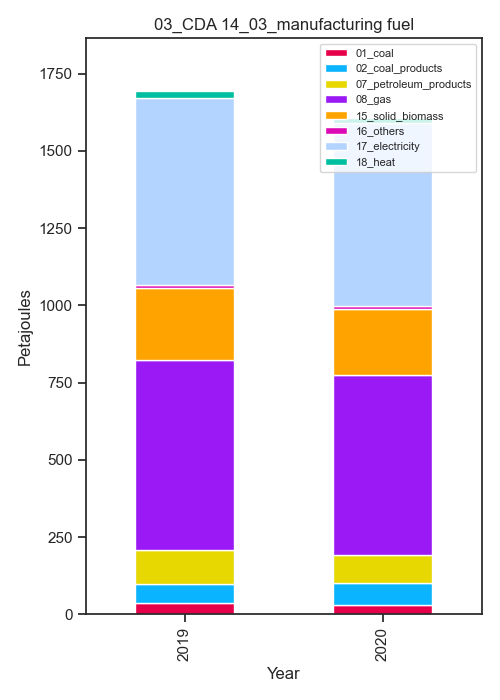 03_CDA 14_03_manufacturing fuel
01_coal
02_coal_products
07_petroleum_products
08_gas
15_solid_biomass
16_others
17_electricity
18_heat
1750
1500
1250
1000
750
500
250
0
Petajoules
2019
2020
Year